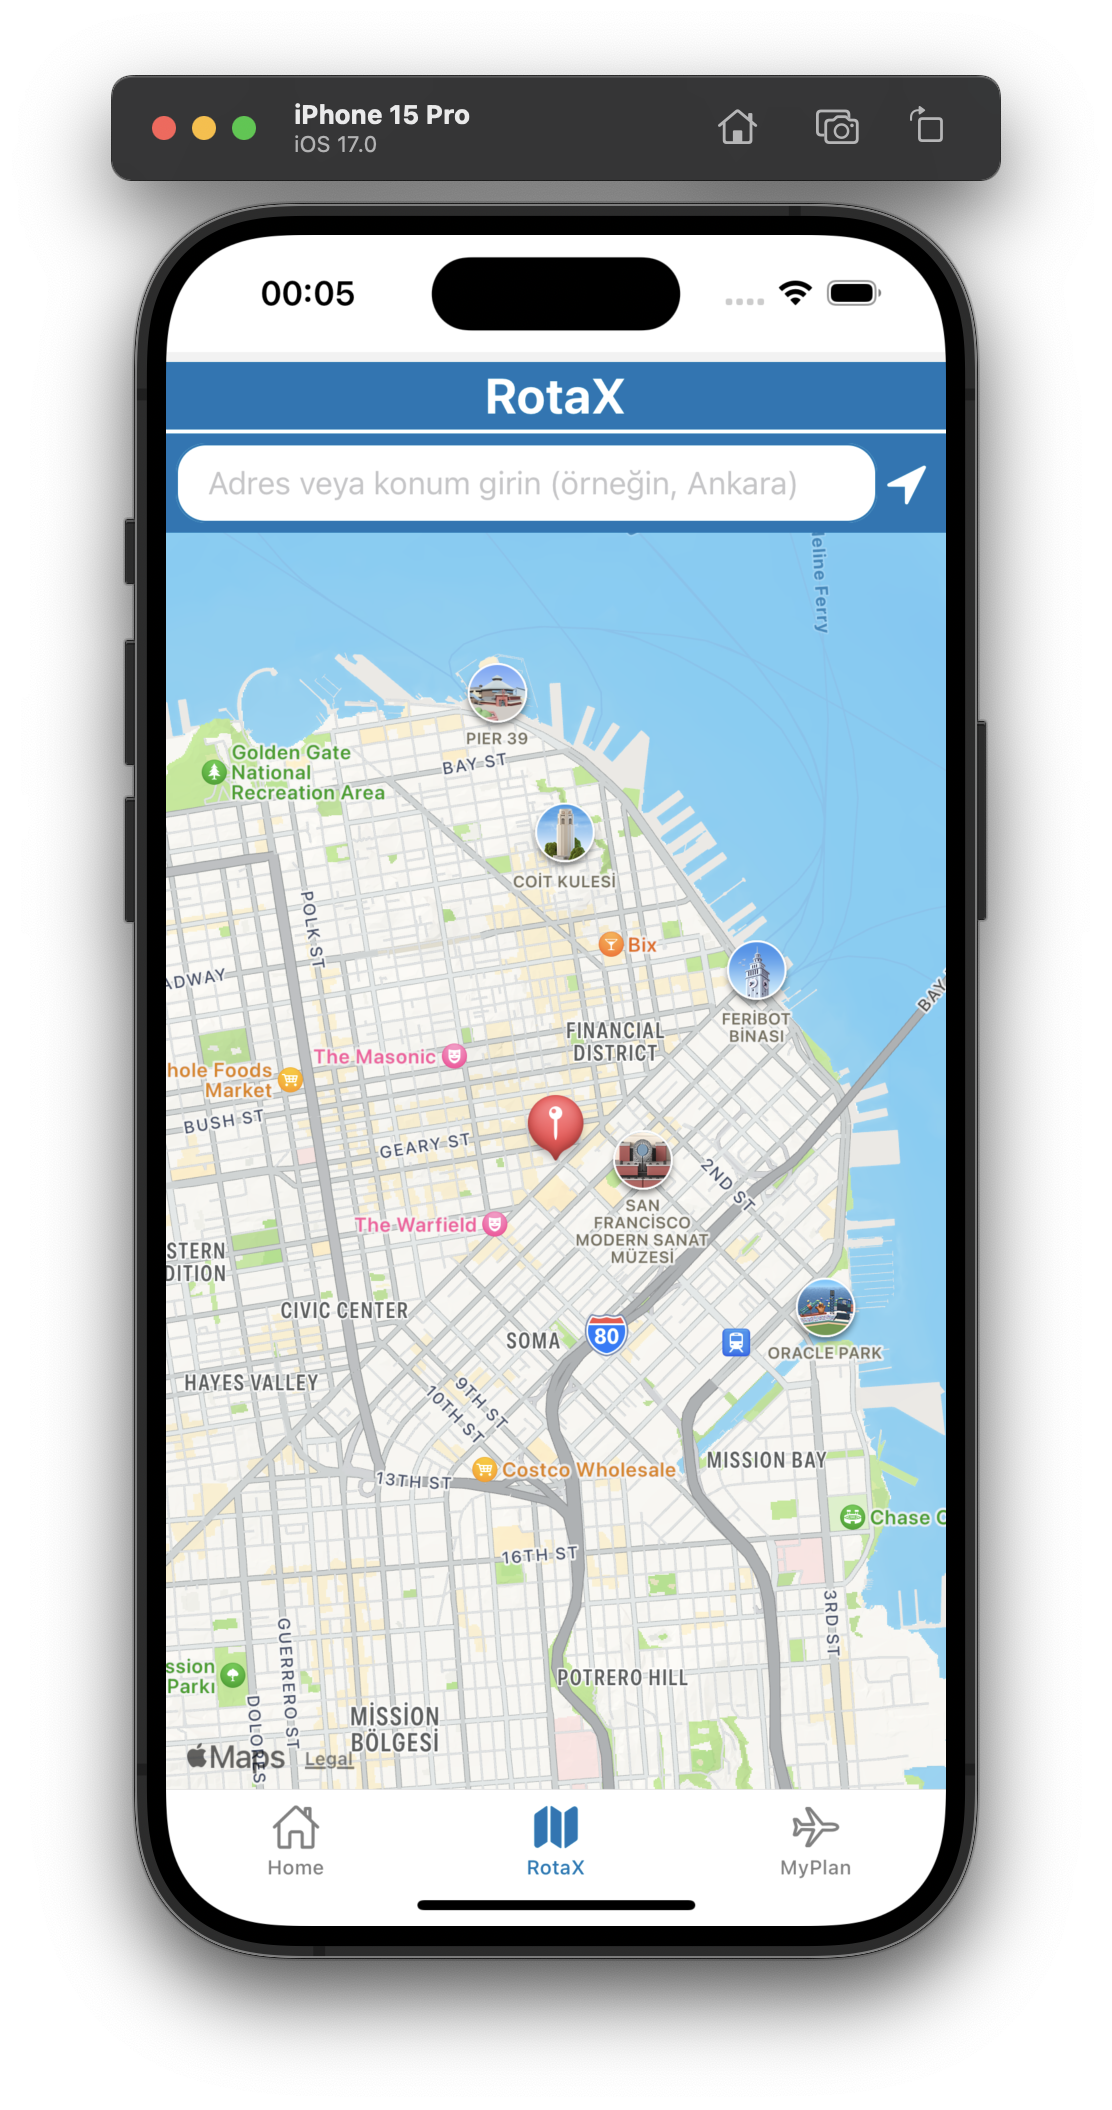 iPhone 15 Pro
iOS 17.0
00:05
RotaX
Adres veya konum girin (örneğin, Ankara)
eline Ferry
PIER 39
BAY ST
Golden Gate
National
Recreation Area
COİT KULESİ
POLK ST
Bix
ADWAY
BAY
FERİBOT
BİNASI
FINANCIAL
DISTRICT
The Masonic
hole Foods
Market
BUSH ST
GEARY ST
2ND ST
SAN
FRANCİSCO
MODERN SANAT
MÜZESİ
The Warfield
STERN
DITION
CIVIC CENTER
SOMA
80
ORACLE PARK
HAYES VALLEY
9TH ST
10TH ST
MISSION BAY
Costco Wholesale
13TH ST
Chase C
16TH ST
3RD ST
GUERRERO ST
ssion
Parkı
POTRERO HILL
DOLORES
MİSSİON
BÖLGESİ
Maps
Legal
Home
RotaX
MyPlan